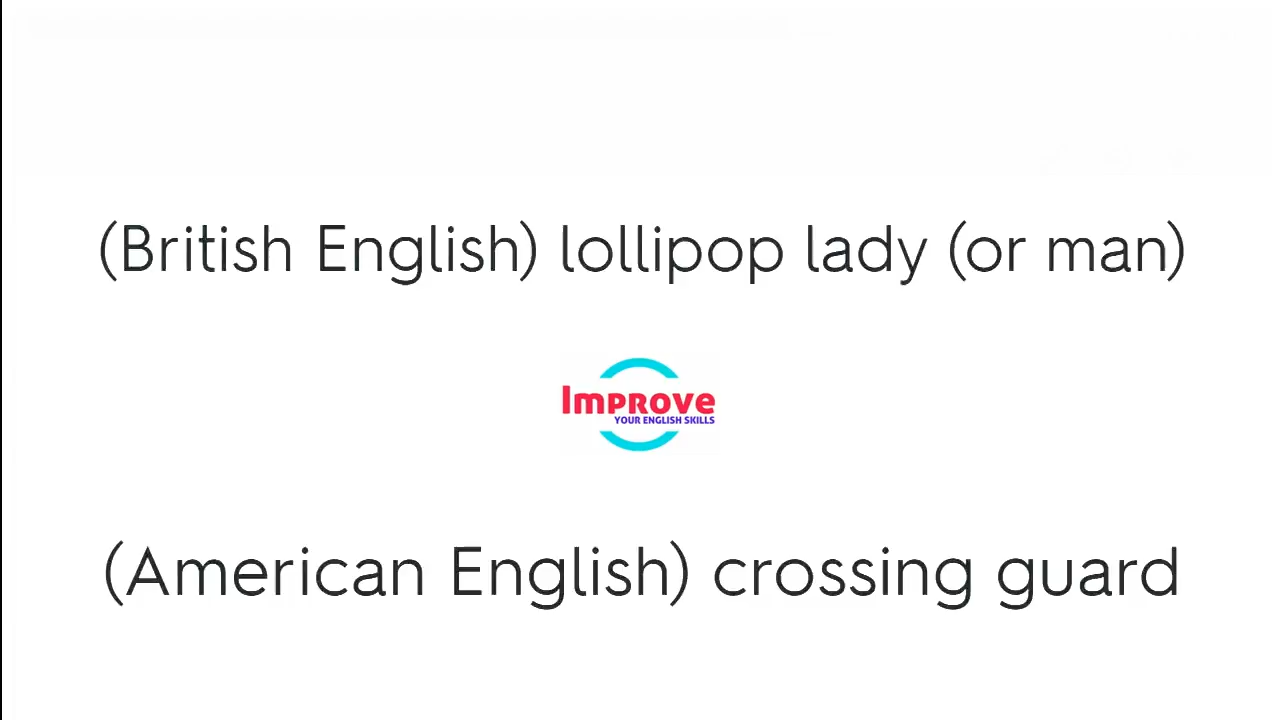 (British English) lollipop lady (or man)
Improve
YOUR ENGLISH SKILLS
(American English) crossing guard